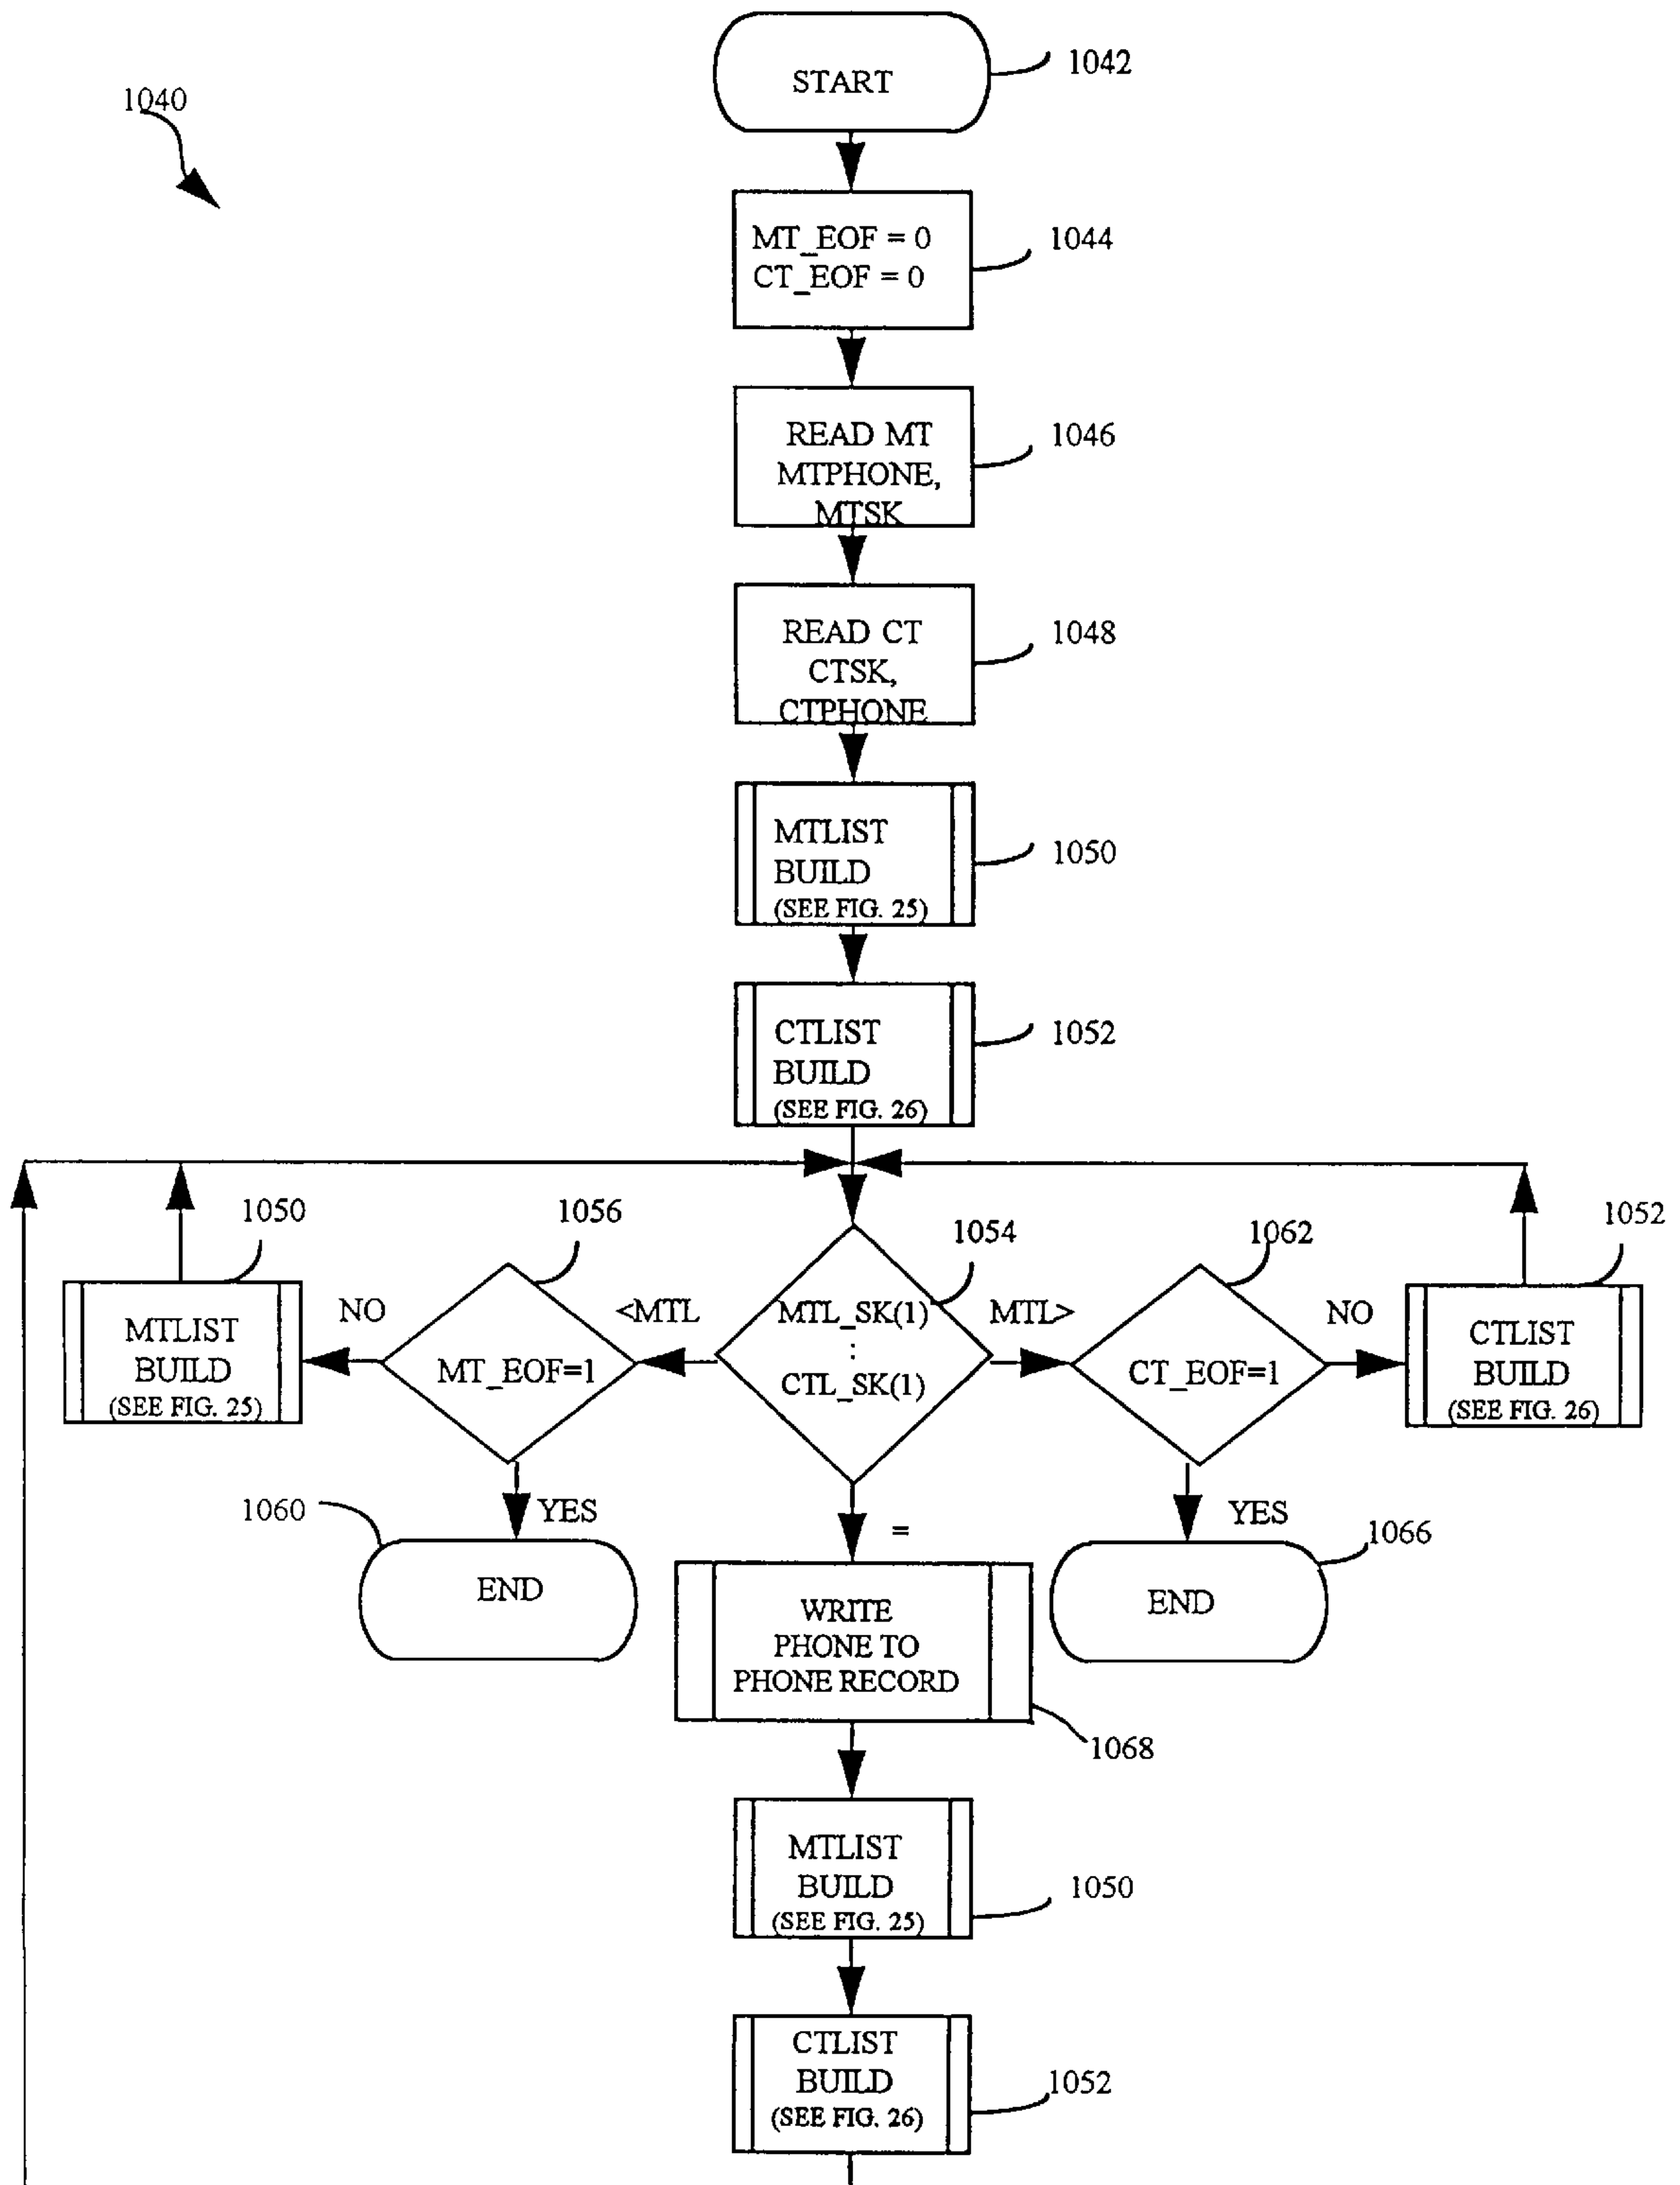 START
1042
1040
MT_EOF = 0
CT_EOF = 0
1044
READ MT
MTPHONE,
MTSK
1046
READ CT
CTSK,
CTPHONE
1048
MTLIST
BUILD
(SEE FIG. 25)
1050
CTLIST
BUILD
(SEE FIG. 26)
1052
1050
MTLIST
BUILD
(SEE FIG. 25)
NO
1056
MT_EOF=1
<MTL
1054
MTL_SK(1)
:
CTL_SK(1)
MTL>
1062
CT_EOF=1
NO
1052
CTLIST
BUILD
(SEE FIG. 26)
1060
YES
END
=
YES
1066
END
WRITE
PHONE TO
PHONE RECORD
1068
MTLIST
BUILD
(SEE FIG. 25)
1050
CTLIST
BUILD
(SEE FIG. 26)
1052